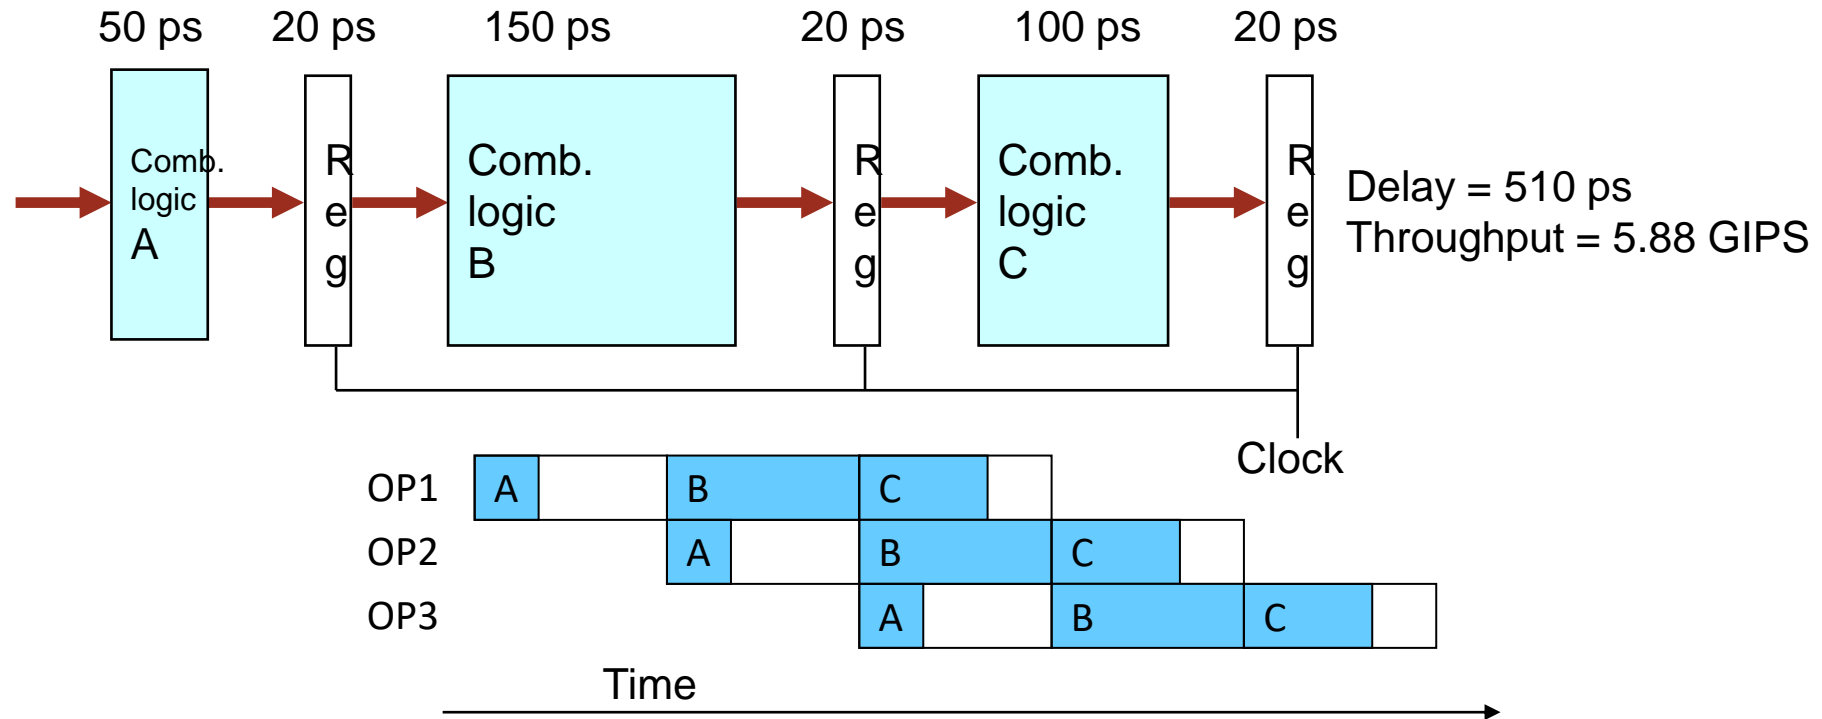 50 ps 20 ps 150 ps 20 ps 100 ps 20 ps
Comb.
logic
A
R
e
g
Comb.
logic
B
R
e
g
Comb.
logic
C
R
e
g
Delay = 510 ps
Throughput = 5.88 GIPS
Clock
OP1 A B C
OP2 A B C
OP3 A B C
Time